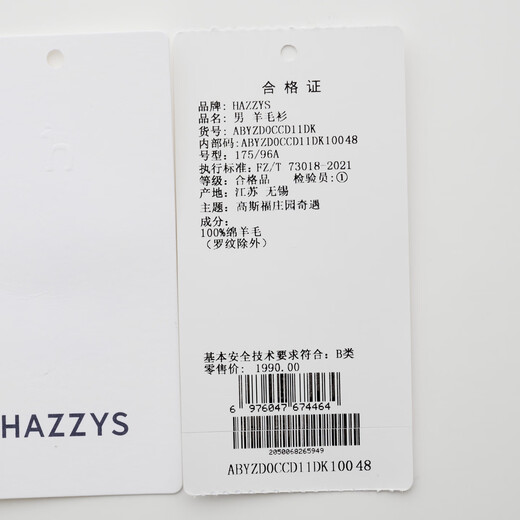 合格证
品牌: HAZZYS
品名: 男 羊毛衫
货号: ABYZD0CCD11DK
内部码: ABYZD0CCD11DK10048
号型: 175/96A
执行标准: FZ/T 73018-2021
等级: 合格品 检验员:①
产地: 江苏 无锡
主题: 高斯福庄园奇遇
成分:
100%绵羊毛
(罗纹除外)
基本安全技术要求符合: B类
零售价: 1990.00
6 976047 674464
2050068265949
ABYZD0CCD11DK10048
HAZZYS